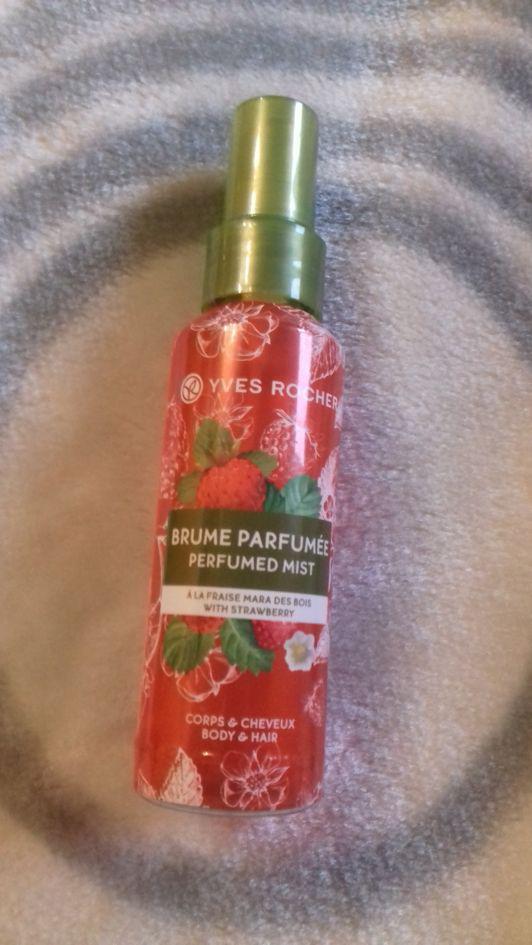 YVES ROCHER
BRUME PARFUMÉE
PERFUMED MIST
À LA FRAISE MARA DES BOIS
WITH STRAWBERRY
CORPS & CHEVEUX
BODY & HAIR